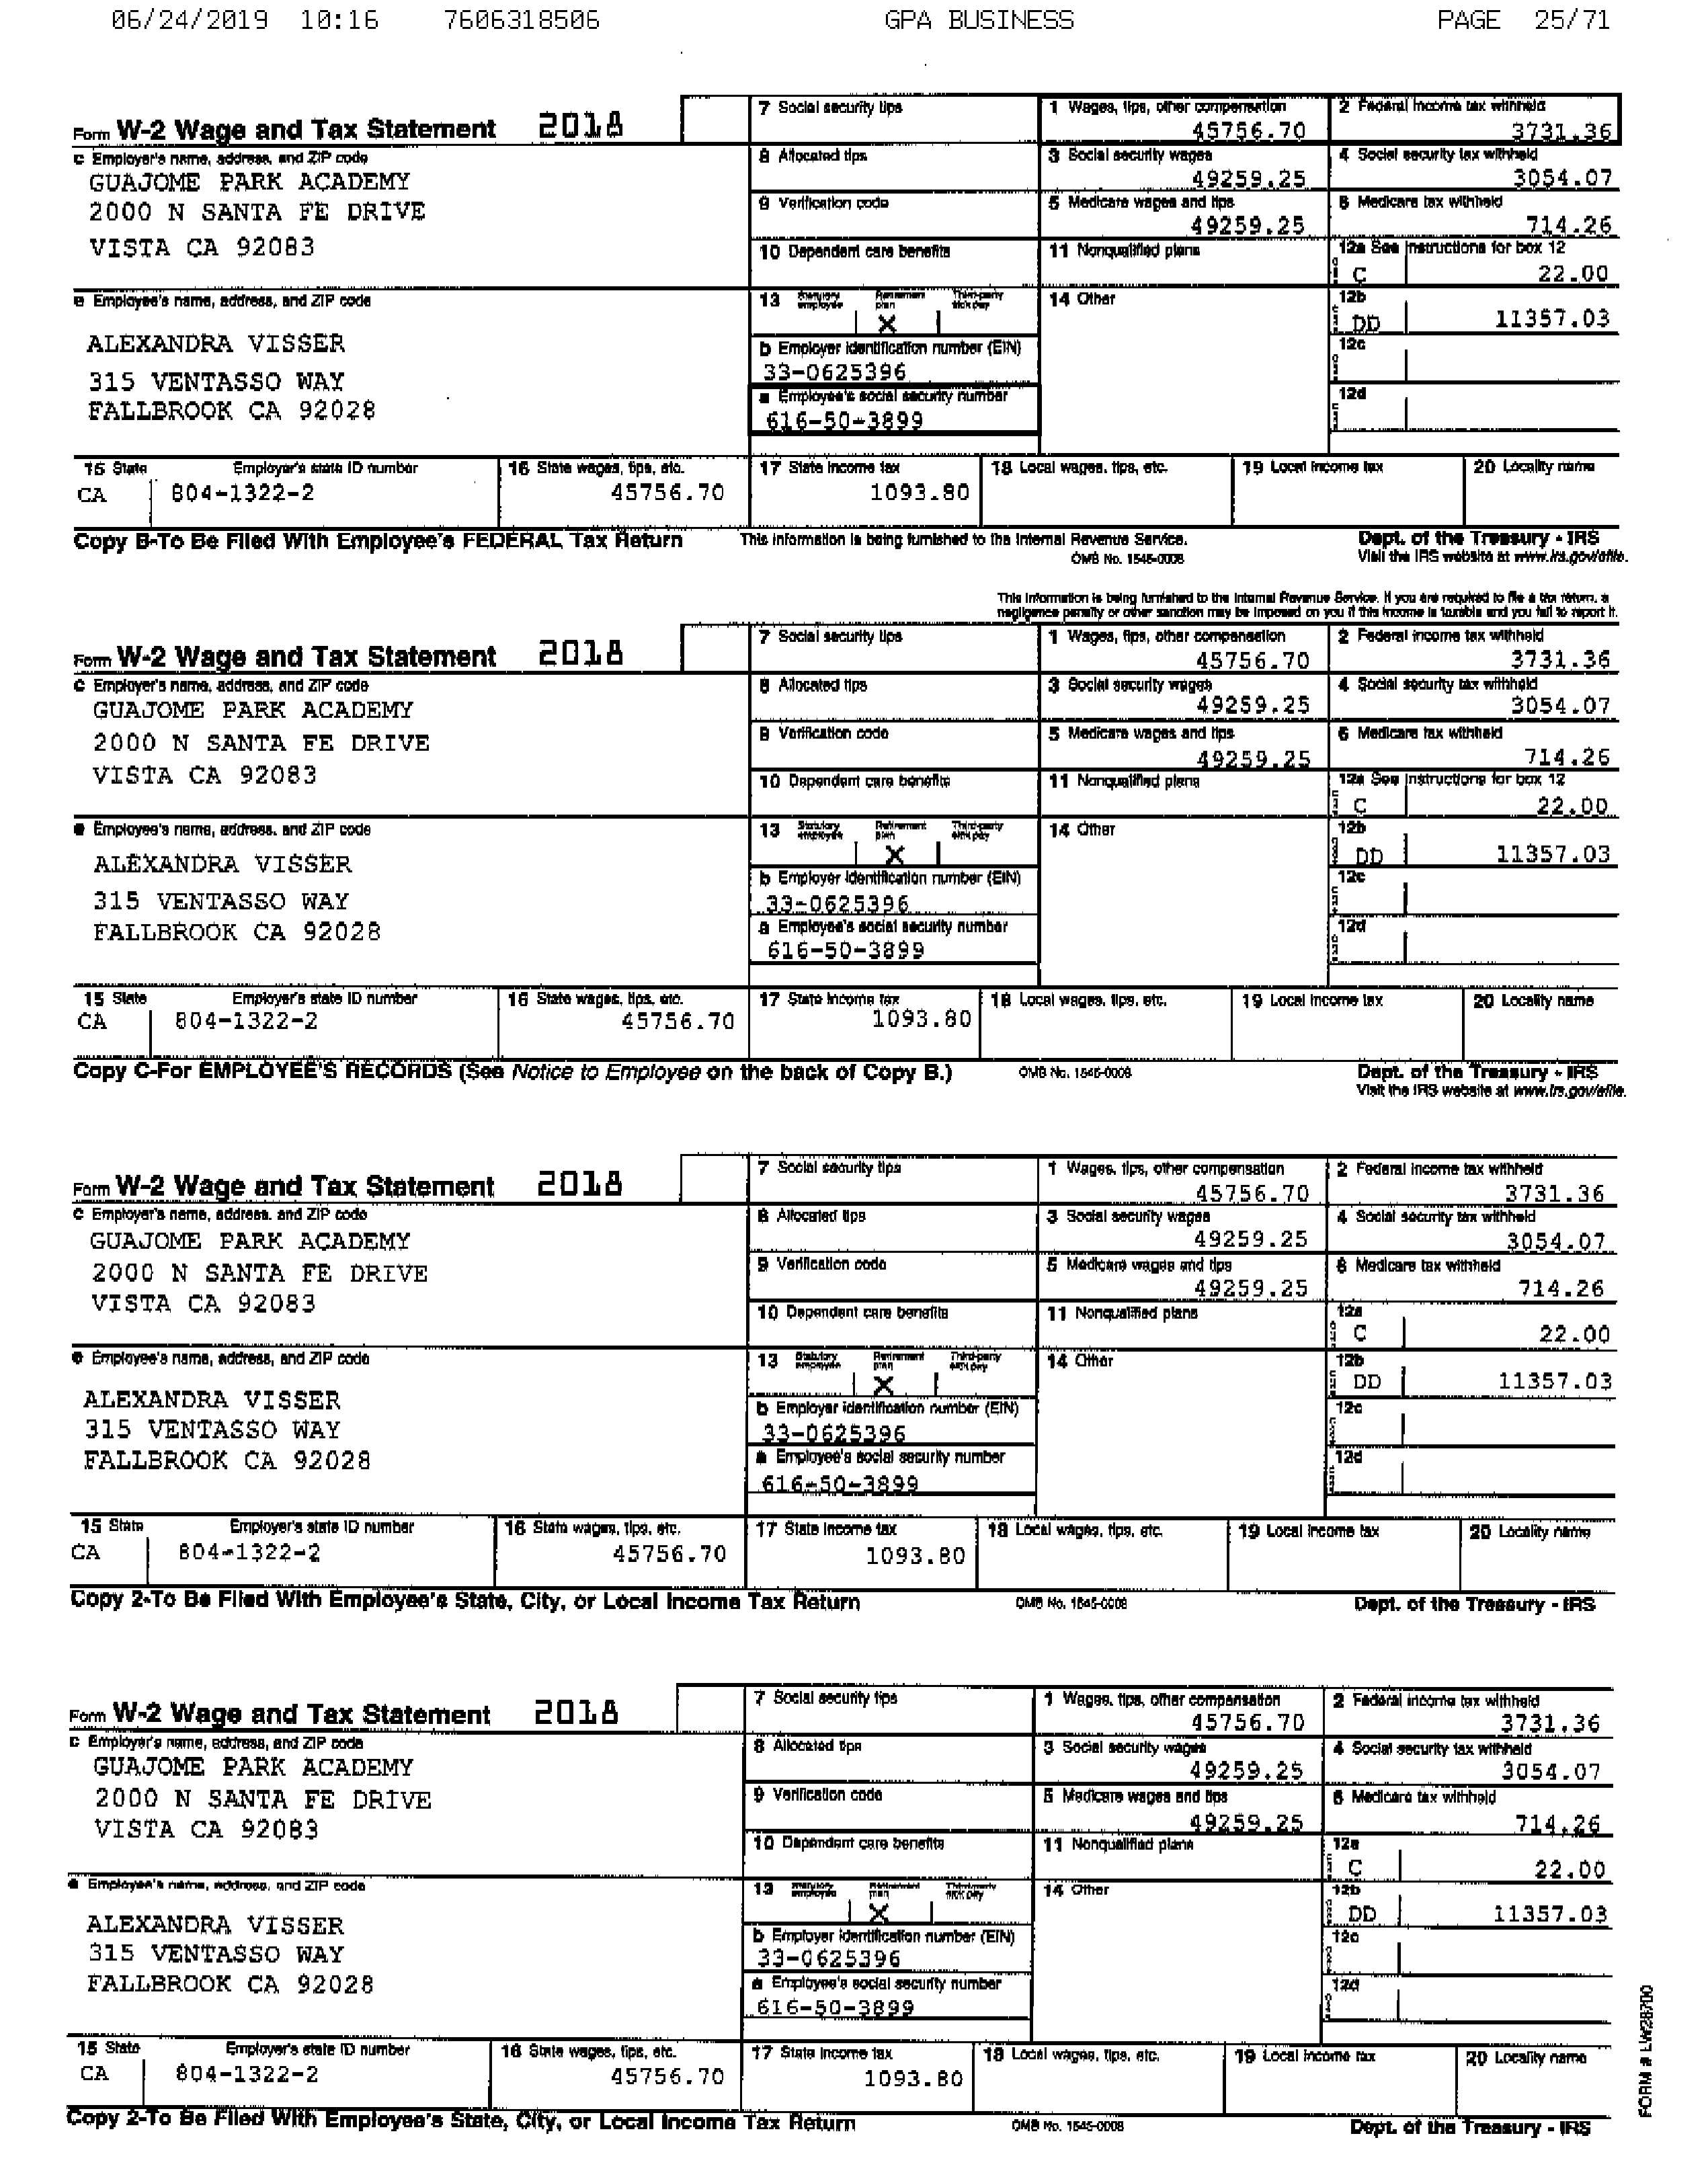 06/24/2019 10:16 7606318506 GPA BUSINESS PAGE 25/71
Form W-2 Wage and Tax Statement 2018
7 Social security tips
1 Wages, tips, other compensation
45756.70
2 Federal income tax withheld
3731.36
c Employer's name, address, and ZIP code
GUAJOME PARK ACADEMY
2000 N SANTA FE DRIVE
VISTA CA 92083
8 Allocated tips
3 Social security wages
49259.25
4 Social security tax withheld
3054.07
9 Verification code
5 Medicare wages and tips
49259.25
6 Medicare tax withheld
714.26
10 Dependent care benefits
11 Nonqualified plans
12a See instructions for box 12
C 22.00
e Employee's name, address, and ZIP code
ALEXANDRA VISSER
315 VENTASSO WAY
FALLBROOK CA 92028
13 Statutory employee Retirement plan Third-party sick pay
X
14 Other
12b
DD 11357.03
b Employer identification number (EIN)
33-0625396
12c
a Employee's social security number
616-50-3899
12d
15 State Employer's state ID number 16 State wages, tips, etc. 17 State income tax 18 Local wages, tips, etc. 19 Local income tax 20 Locality name
CA 804-1322-2 45756.70 1093.80
Copy B-To Be Filed With Employee's FEDERAL Tax Return This information is being furnished to the Internal Revenue Service. Dept. of the Treasury - IRS
OMB No. 1545-0008 Visit the IRS website at www.irs.gov/efile.
This information is being furnished to the Internal Revenue Service. If you are required to file a tax return, a
negligence penalty or other sanction may be imposed on you if this income is taxable and you fail to report it.
Form W-2 Wage and Tax Statement 2018
7 Social security tips
1 Wages, tips, other compensation
45756.70
2 Federal income tax withheld
3731.36
c Employer's name, address, and ZIP code
GUAJOME PARK ACADEMY
2000 N SANTA FE DRIVE
VISTA CA 92083
8 Allocated tips
3 Social security wages
49259.25
4 Social security tax withheld
3054.07
9 Verification code
5 Medicare wages and tips
49259.25
6 Medicare tax withheld
714.26
10 Dependent care benefits
11 Nonqualified plans
12a See instructions for box 12
C 22.00
e Employee's name, address, and ZIP code
ALEXANDRA VISSER
315 VENTASSO WAY
FALLBROOK CA 92028
13 Statutory employee Retirement plan Third-party sick pay
X
14 Other
12b
DD 11357.03
b Employer identification number (EIN)
33-0625396
12c
a Employee's social security number
616-50-3899
12d
15 State Employer's state ID number 16 State wages, tips, etc. 17 State income tax 18 Local wages, tips, etc. 19 Local income tax 20 Locality name
CA 804-1322-2 45756.70 1093.80
Copy C-For EMPLOYEE'S RECORDS (See Notice to Employee on the back of Copy B.) OMB No. 1545-0008 Dept. of the Treasury - IRS
Visit the IRS website at www.irs.gov/efile.
Form W-2 Wage and Tax Statement 2018
7 Social security tips
1 Wages, tips, other compensation
45756.70
2 Federal income tax withheld
3731.36
c Employer's name, address, and ZIP code
GUAJOME PARK ACADEMY
2000 N SANTA FE DRIVE
VISTA CA 92083
8 Allocated tips
3 Social security wages
49259.25
4 Social security tax withheld
3054.07
9 Verification code
5 Medicare wages and tips
49259.25
6 Medicare tax withheld
714.26
10 Dependent care benefits
11 Nonqualified plans
12a
C 22.00
e Employee's name, address, and ZIP code
ALEXANDRA VISSER
315 VENTASSO WAY
FALLBROOK CA 92028
13 Statutory employee Retirement plan Third-party sick pay
X
14 Other
12b
DD 11357.03
b Employer identification number (EIN)
33-0625396
12c
a Employee's social security number
616-50-3899
12d
15 State Employer's state ID number 16 State wages, tips, etc. 17 State income tax 18 Local wages, tips, etc. 19 Local income tax 20 Locality name
CA 804-1322-2 45756.70 1093.80
Copy 2-To Be Filed With Employee's State, City, or Local Income Tax Return OMB No. 1545-0008 Dept. of the Treasury - IRS
Form W-2 Wage and Tax Statement 2018
7 Social security tips
1 Wages, tips, other compensation
45756.70
2 Federal income tax withheld
3731.36
c Employer's name, address, and ZIP code
GUAJOME PARK ACADEMY
2000 N SANTA FE DRIVE
VISTA CA 92083
8 Allocated tips
3 Social security wages
49259.25
4 Social security tax withheld
3054.07
9 Verification code
5 Medicare wages and tips
49259.25
6 Medicare tax withheld
714.26
10 Dependent care benefits
11 Nonqualified plans
12a
C 22.00
e Employee's name, address, and ZIP code
ALEXANDRA VISSER
315 VENTASSO WAY
FALLBROOK CA 92028
13 Statutory employee Retirement plan Third-party sick pay
X
14 Other
12b
DD 11357.03
b Employer identification number (EIN)
33-0625396
12c
a Employee's social security number
616-50-3899
12d
15 State Employer's state ID number 16 State wages, tips, etc. 17 State income tax 18 Local wages, tips, etc. 19 Local income tax 20 Locality name
CA 804-1322-2 45756.70 1093.80
Copy 2-To Be Filed With Employee's State, City, or Local Income Tax Return OMB No. 1545-0008 Dept. of the Treasury - IRS
FORM # LW28700